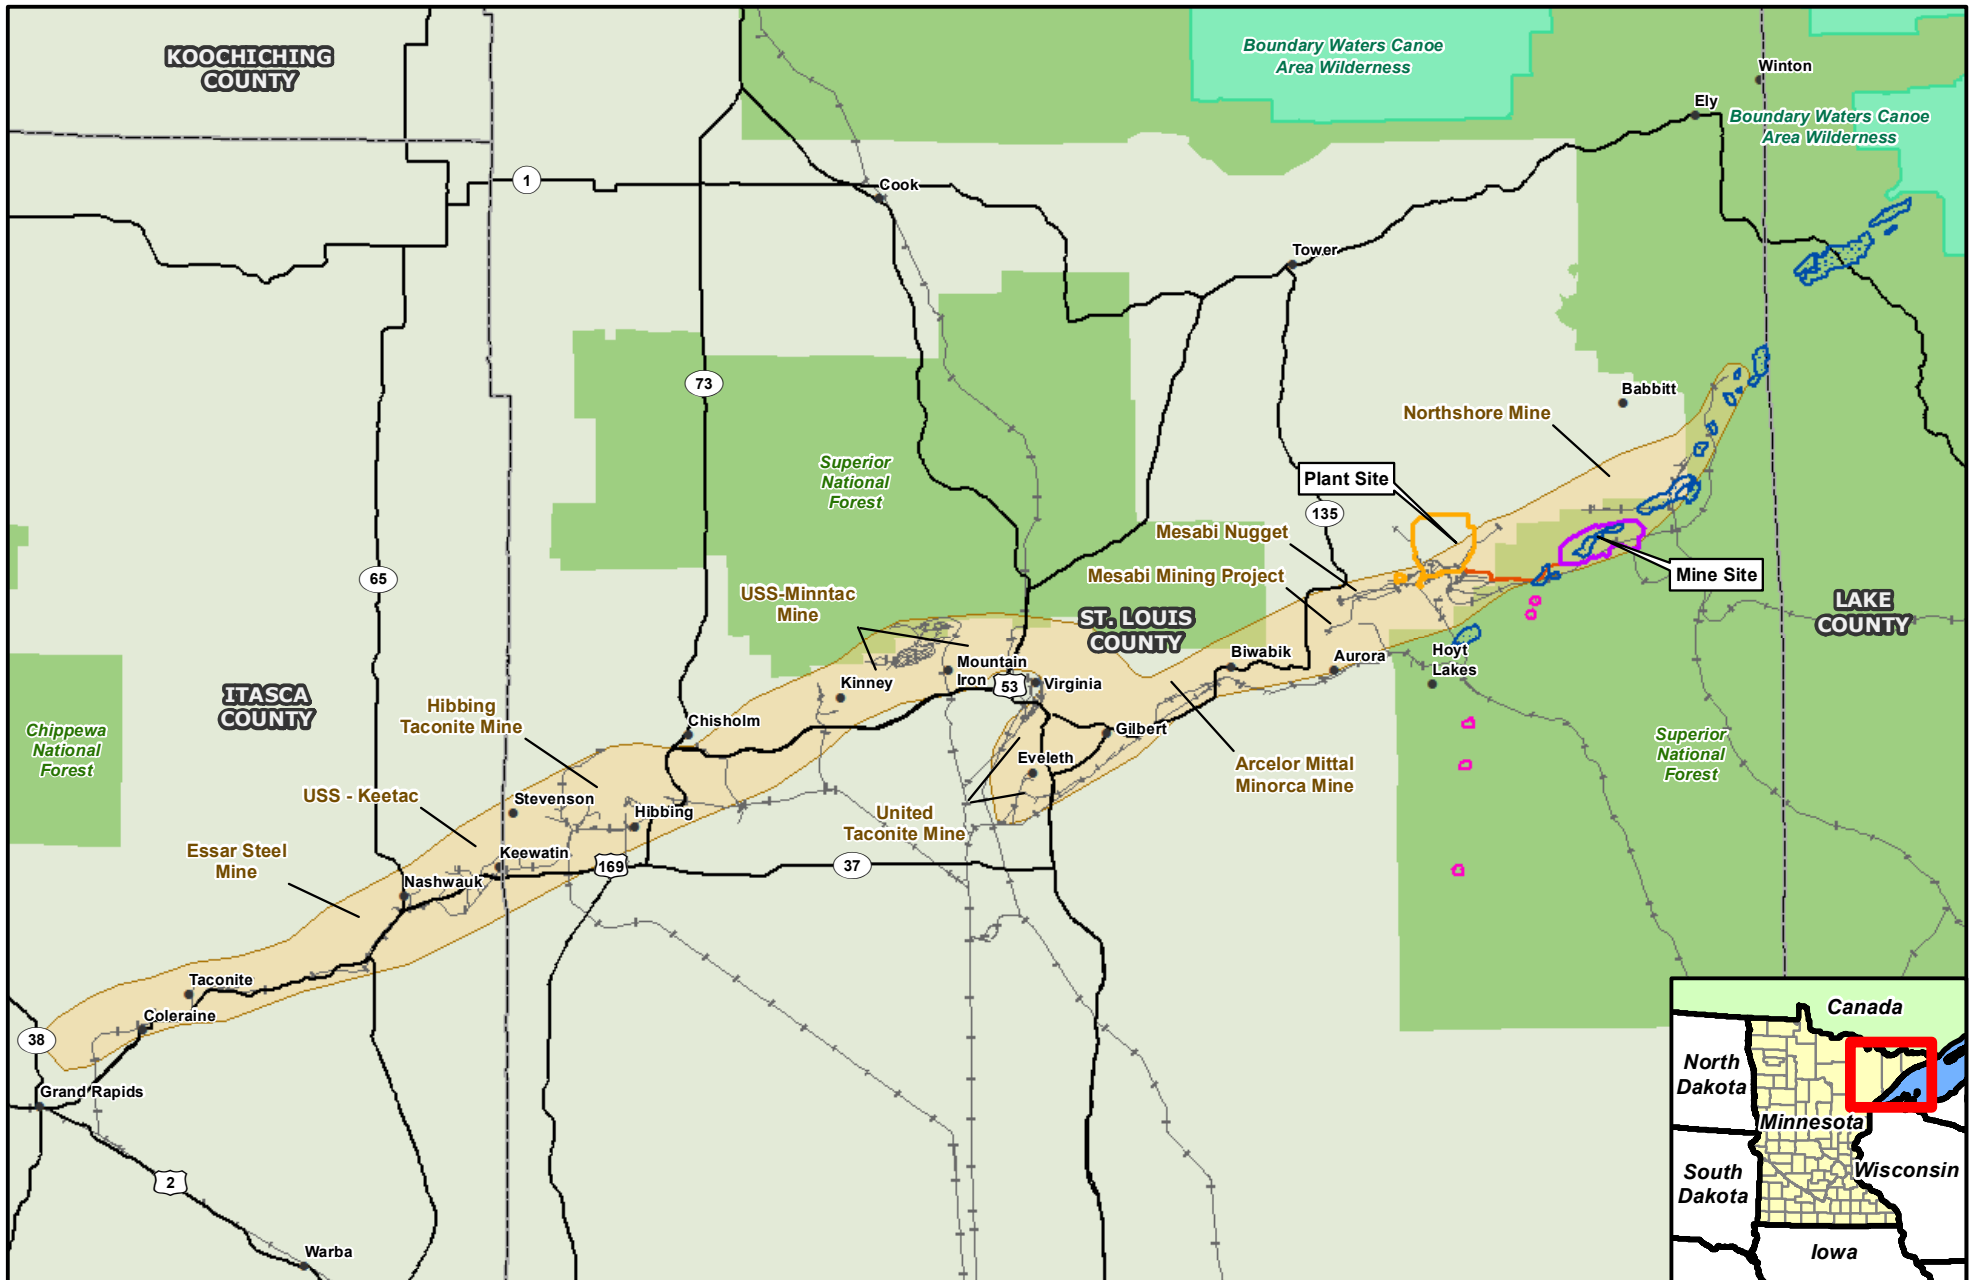 KOOCHICHING
COUNTY
Boundary Waters Canoe
Area Wilderness
Winton
Ely
Boundary Waters Canoe
Area Wilderness
1
Cook
Tower
73
Babbitt
Northshore Mine
Superior
National
Forest
Plant Site
135
Mesabi Nugget
65
Mesabi Mining Project
Mine Site
USS-Minntac
Mine
ST. LOUIS
COUNTY
LAKE
COUNTY
Biwabik
Aurora
Hoyt
Lakes
Mountain
Iron
Kinney
53
Virginia
ITASCA
COUNTY
Hibbing
Taconite Mine
Chisholm
Gilbert
Chippewa
National
Forest
Superior
National
Forest
Eveleth
Arcelor Mittal
Minorca Mine
USS - Keetac
Stevenson
Hibbing
United
Taconite Mine
Essar Steel
Mine
Keewatin
169
37
Nashwauk
Taconite
Coleraine
38
Grand Rapids
2
Warba
Canada
North
Dakota
Minnesota
South
Dakota
Wisconsin
Iowa